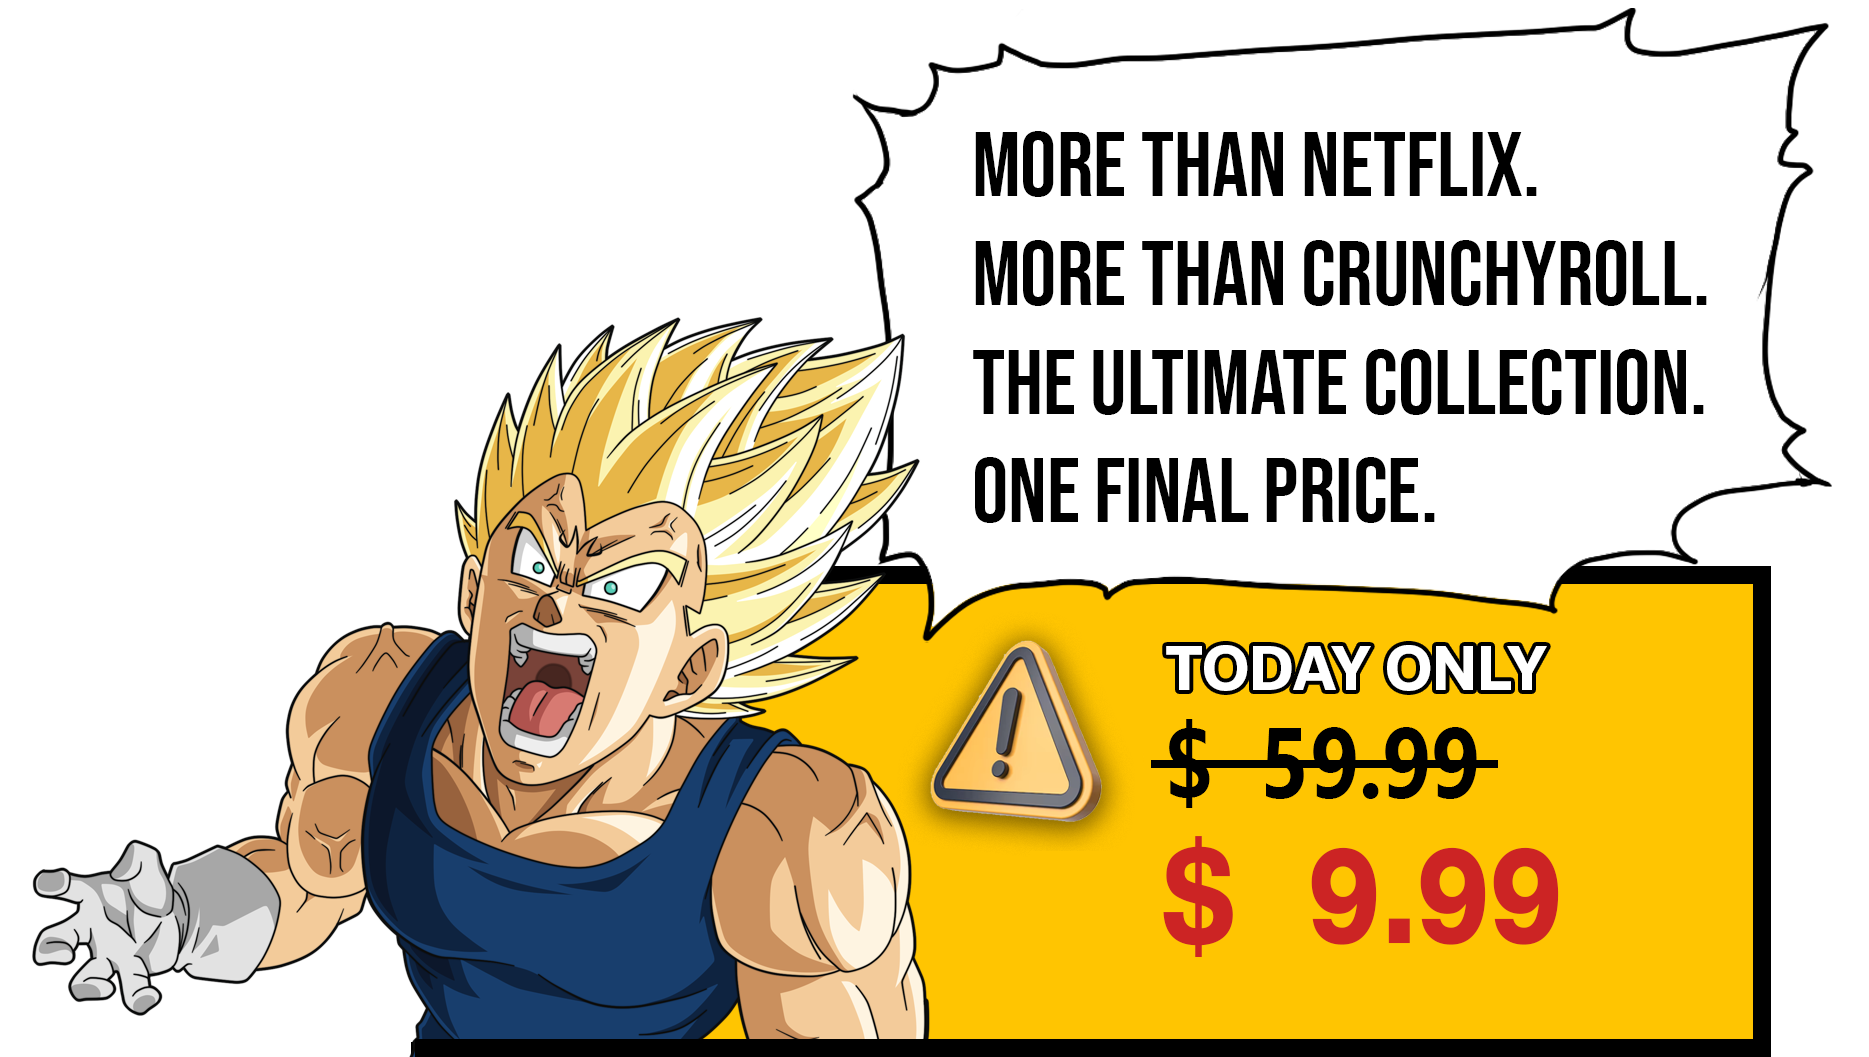 MORE THAN NETFLIX.
MORE THAN CRUNCHYROLL.
THE ULTIMATE COLLECTION.
ONE FINAL PRICE.
TODAY ONLY
$ 59.99
$ 9.99